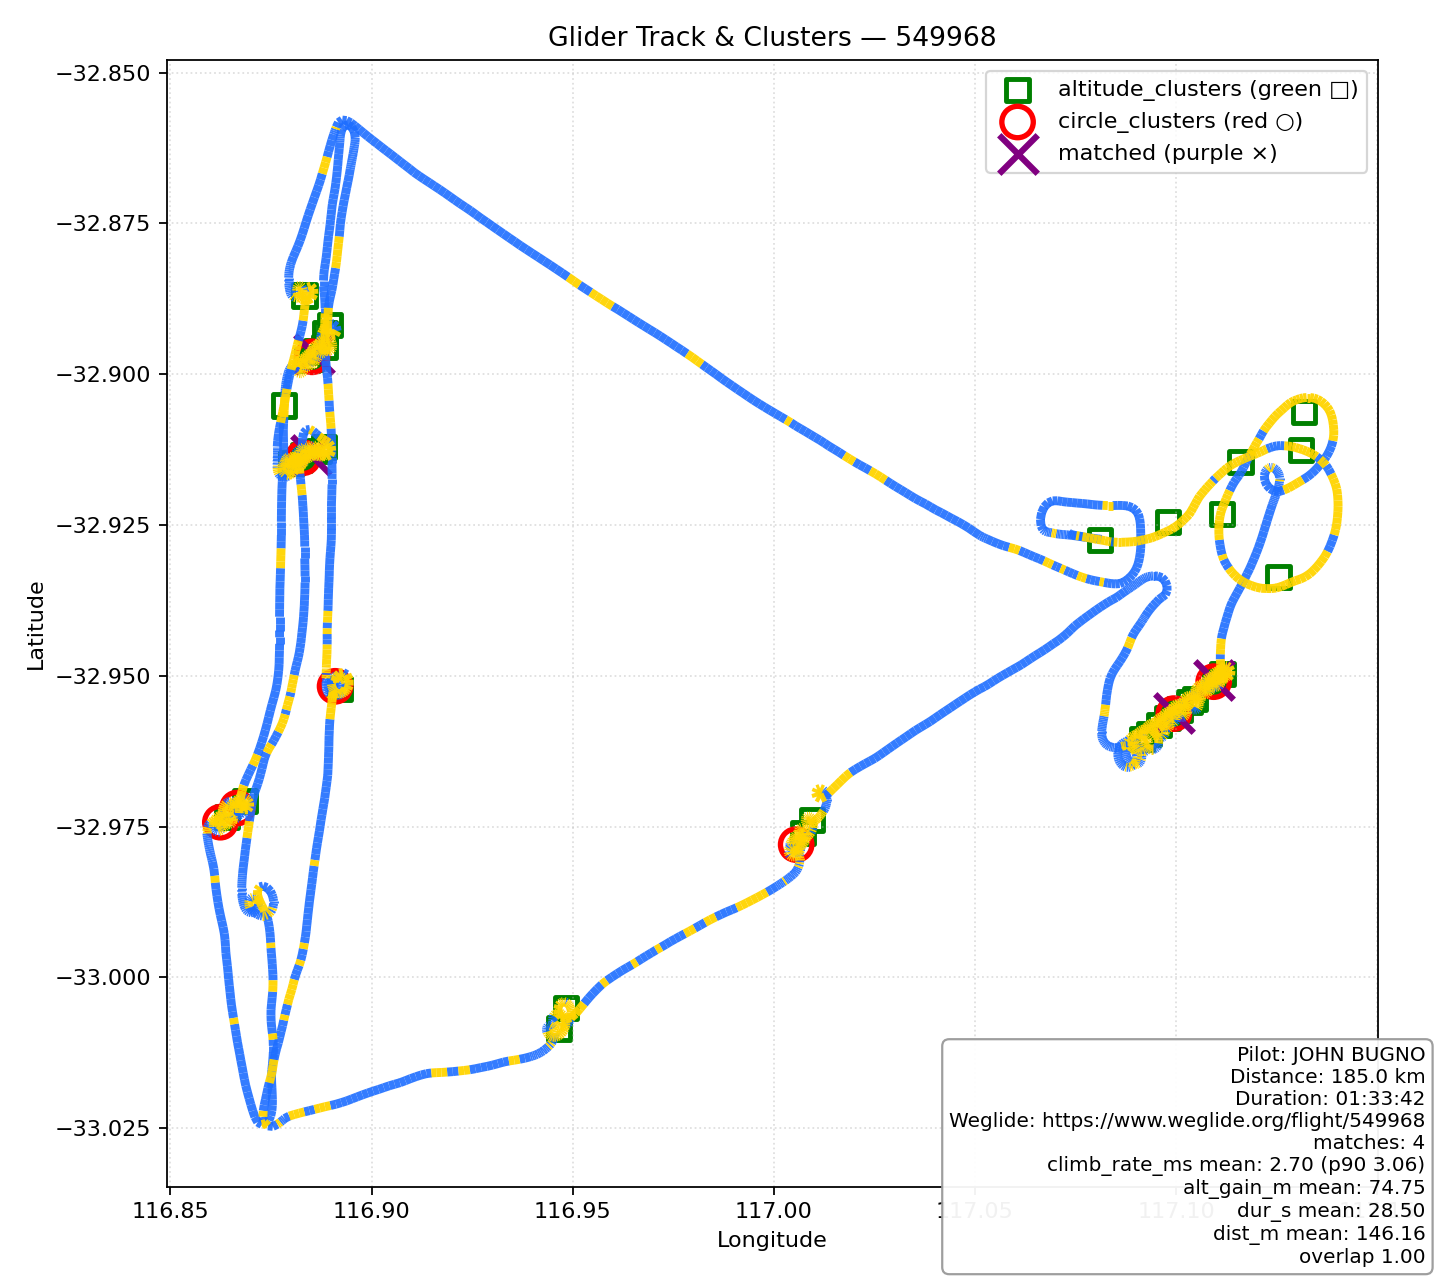 Glider Track & Clusters — 549968
altitude_clusters (green □)
circle_clusters (red ○)
matched (purple ×)
Latitude
−32.850
−32.875
−32.900
−32.925
−32.950
−32.975
−33.000
−33.025
116.85
116.90
116.95
117.00
117.05
117.10
Longitude
Pilot: JOHN BUGNO
Distance: 185.0 km
Duration: 01:33:42
Weglide: https://www.weglide.org/flight/549968
matches: 4
climb_rate_ms mean: 2.70 (p90 3.06)
alt_gain_m mean: 74.75
dur_s mean: 28.50
dist_m mean: 146.16
overlap 1.00